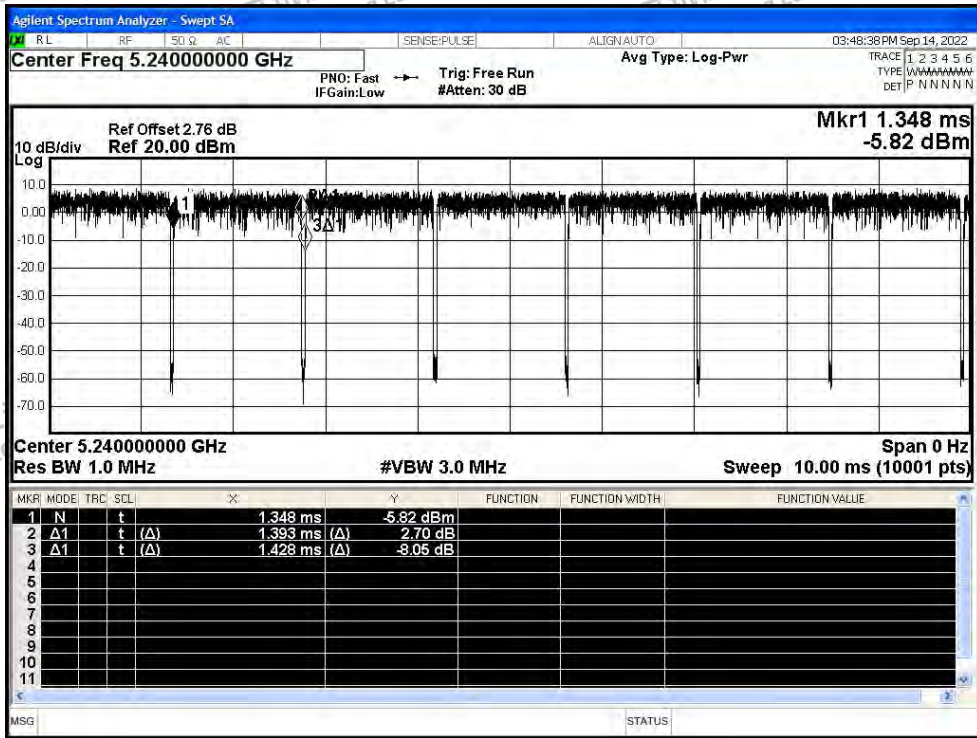 Agilent Spectrum Analyzer - Swept SA
RL RF 50 Ω AC SENSE:PULSE ALIGN AUTO 03:48:38 PM Sep 14, 2022
Center Freq 5.240000000 GHz
PNO: Fast
IFGain:Low
Trig: Free Run
#Atten: 30 dB
Avg Type: Log-Pwr
TRACE 1 2 3 4 5 6
TYPE
DET P N N N N N
Mkr1 1.348 ms
-5.82 dBm
Ref Offset 2.76 dB
10 dB/div Ref 20.00 dBm
Log
10.0
0.00
-10.0
-20.0
-30.0
-40.0
-50.0
-60.0
-70.0
1
3Δ1
Center 5.240000000 GHz Span 0 Hz
Res BW 1.0 MHz #VBW 3.0 MHz Sweep 10.00 ms (10001 pts)
MKR MODE TRC SCL X Y FUNCTION FUNCTION WIDTH FUNCTION VALUE
1 N t 1.348 ms -5.82 dBm
2 Δ1 t (Δ) 1.393 ms (Δ) 2.70 dB
3 Δ1 t (Δ) 1.428 ms (Δ) -8.05 dB
4
5
6
7
8
9
10
11
MSG STATUS